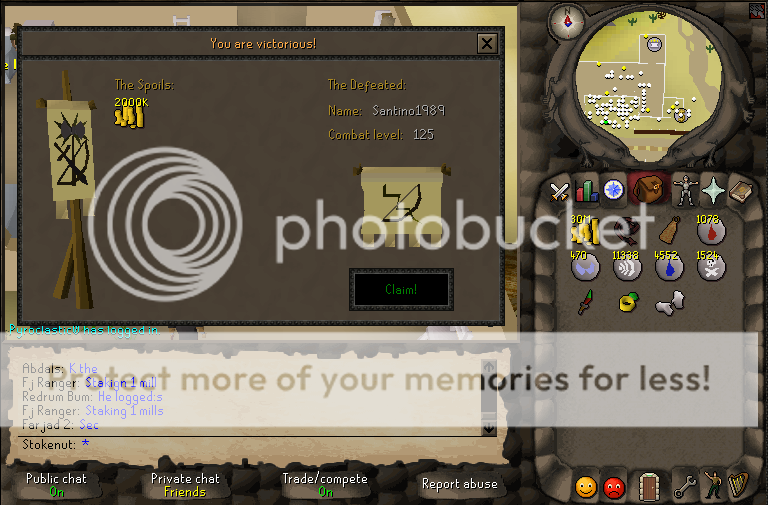 You are victorious!
The Spoils:
2000K
The Defeated:
Name: Santino1989
Combat level: 125
Claim!
30M
1078
470
11338
4552
1524
photobucket
Pyroclastic4 has logged in.
Protect more of your memories for less!
Abdals: K the
Fj Ranger: Stakign 1 mill
Redrum Bum: He logged:s
Fj Ranger: Staking 1 mills
Farjad 2: Sec
Stokenut: *
Public chat
On
Private chat
Friends
Trade/compete
On
Report abuse